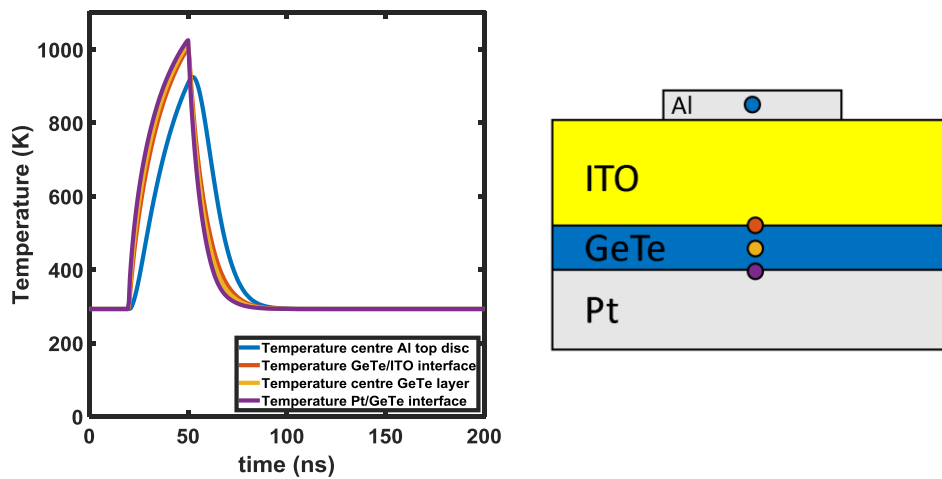 1000
800
600
400
200
0
Temperature (K)
Temperature centre Al top disc
Temperature GeTe/ITO interface
Temperature centre GeTe layer
Temperature Pt/GeTe interface
0 50 100 150 200
time (ns)
Al
ITO
GeTe
Pt